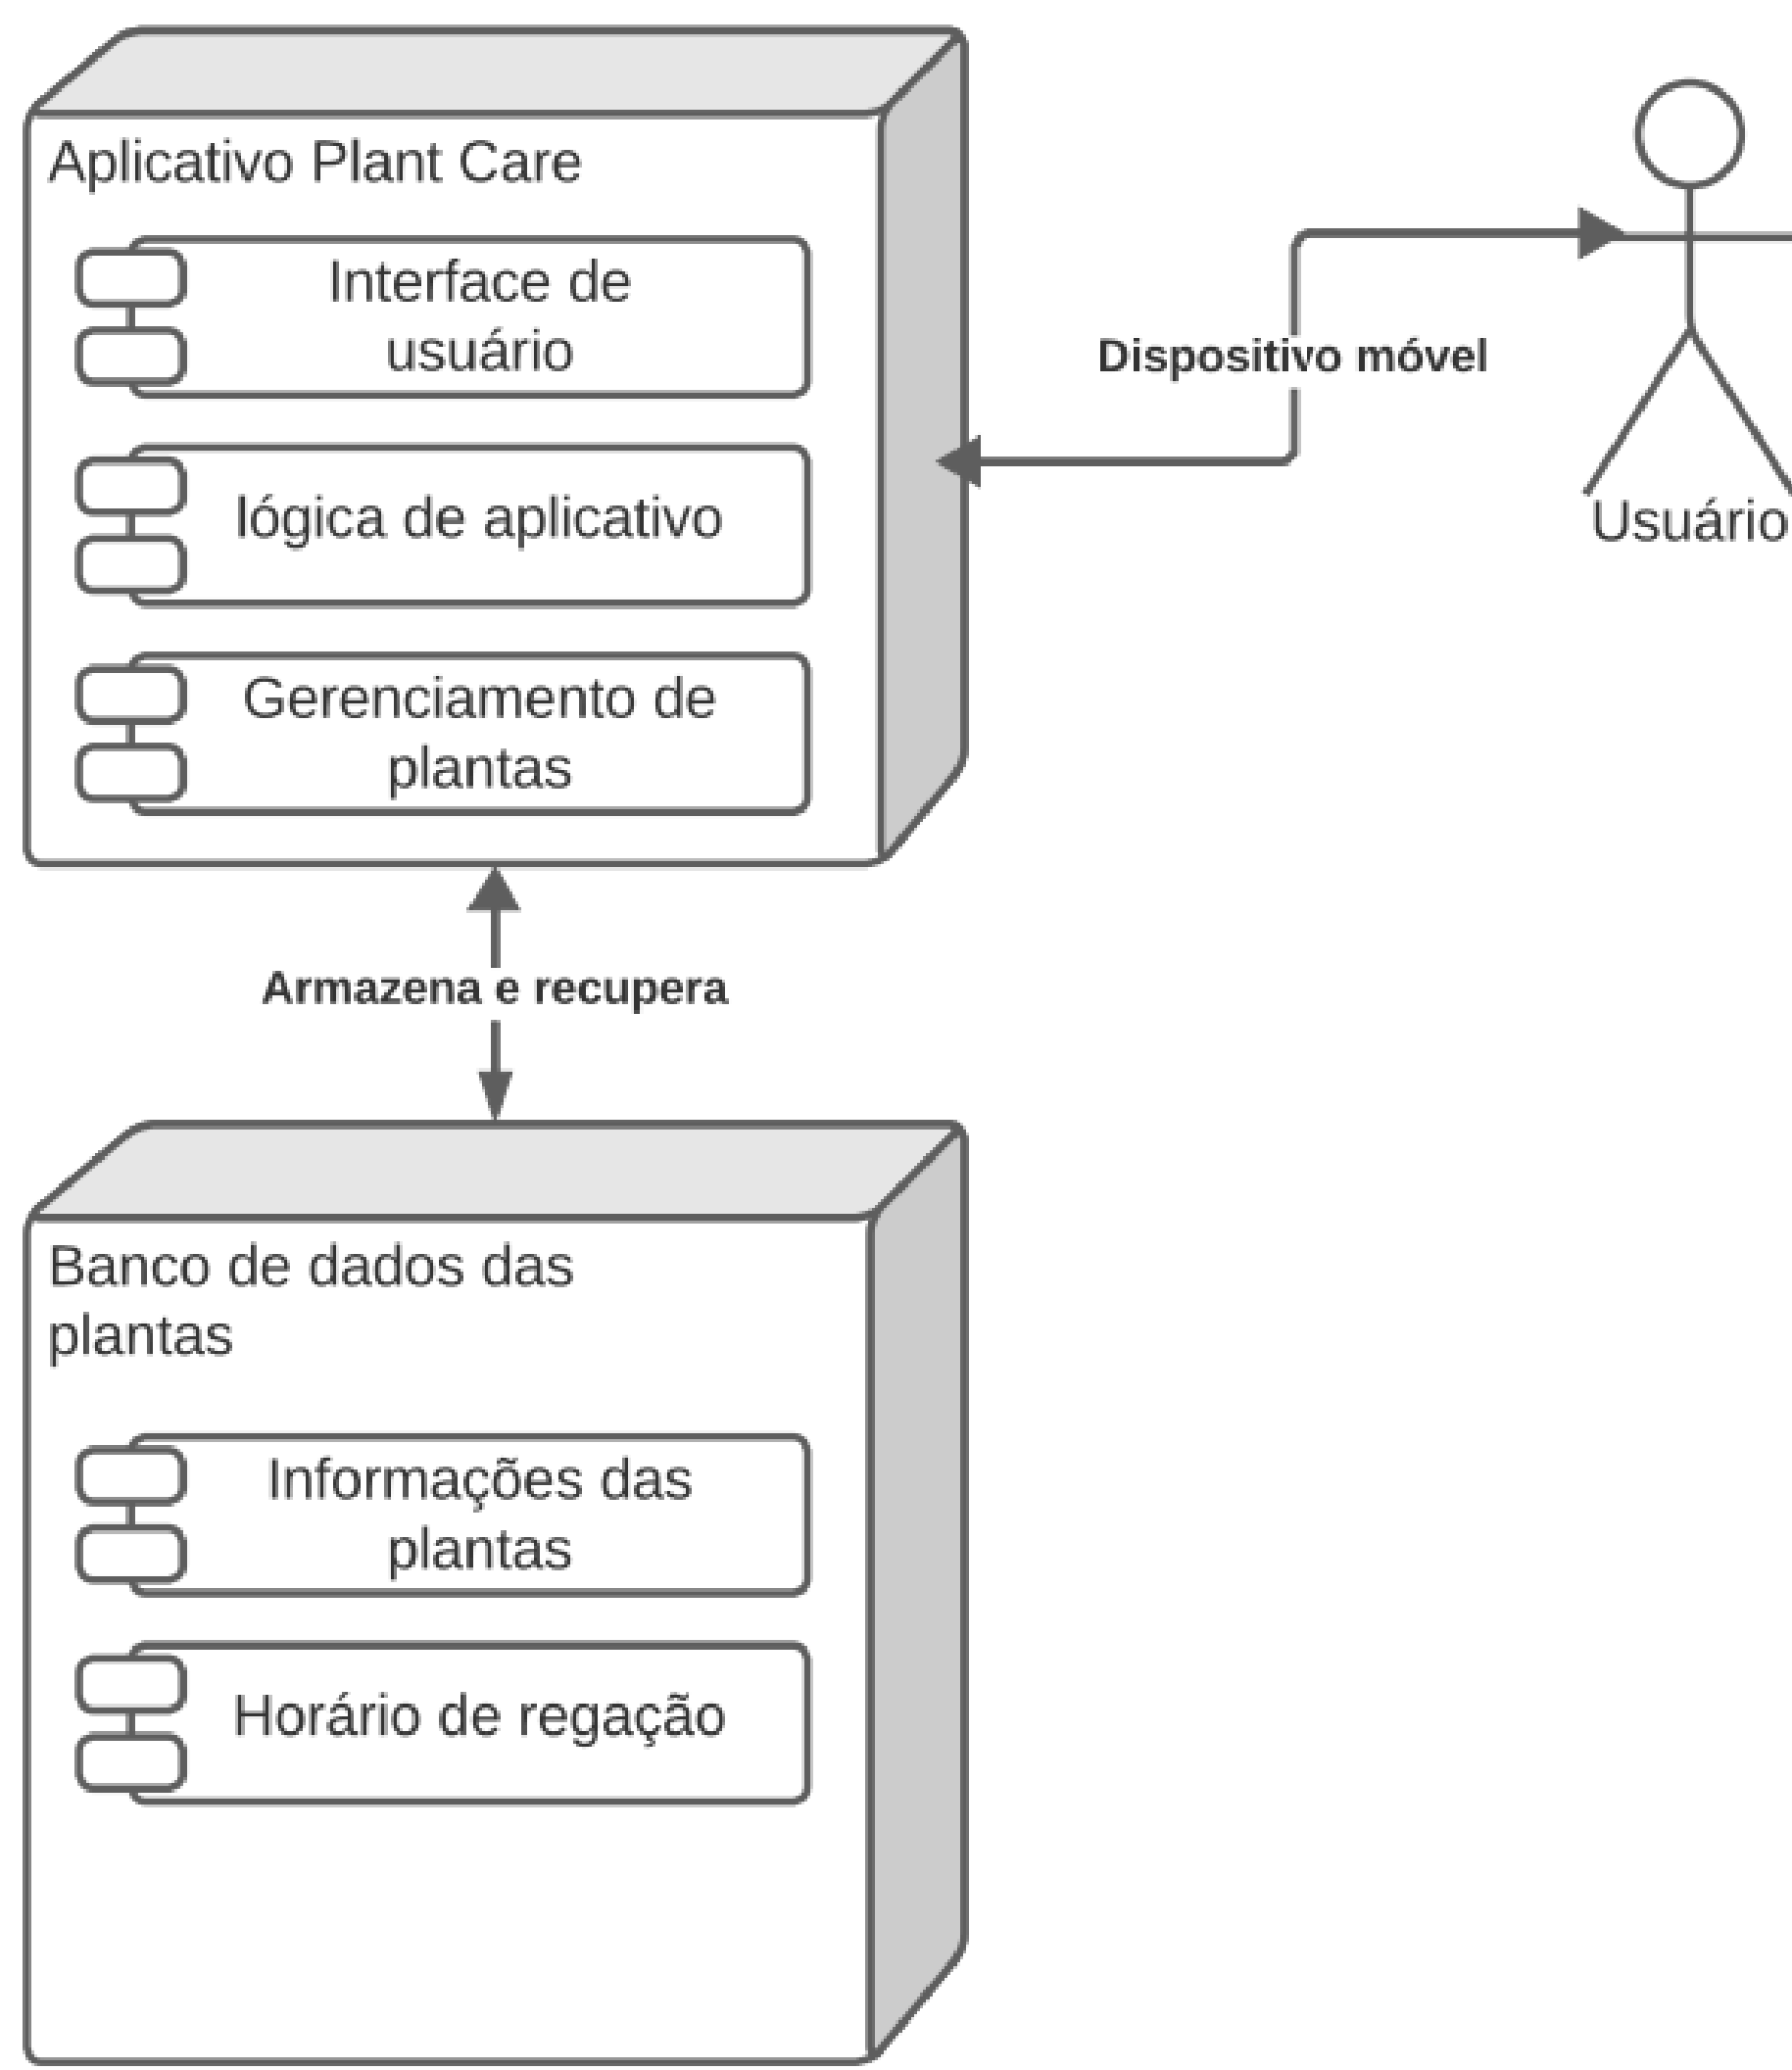 Aplicativo Plant Care
Interface de
usuário
lógica de aplicativo
Gerenciamento de
plantas
Dispositivo móvel
Usuário
Armazena e recupera
Banco de dados das
plantas
Informações das
plantas
Horário de regação